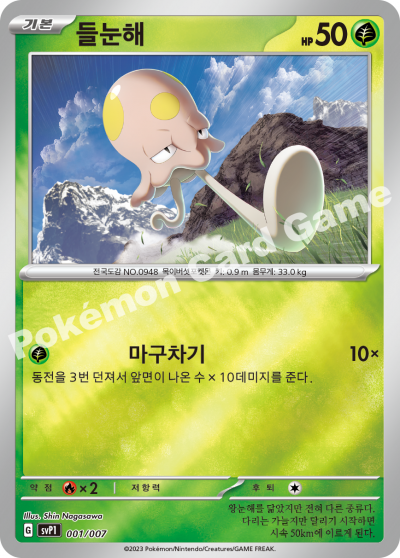 기본
들눈해
HP 50
Pokémon Card Game
전국도감 NO.0948 목이버섯포켓몬 키: 0.9 m 몸무게: 33.0 kg
마구차기 10×
동전을 3번 던져서 앞면이 나온 수 × 10데미지를 준다.
약점 ×2 저항력 후퇴
Illus. Shin Nagasawa
G svP1 001/007
왕눈해를 닮았지만 전혀 다른 종류다.
다리는 가늘지만 달리기 시작하면
시속 50km에 이르게 된다.
©2023 Pokémon/Nintendo/Creatures/GAME FREAK.